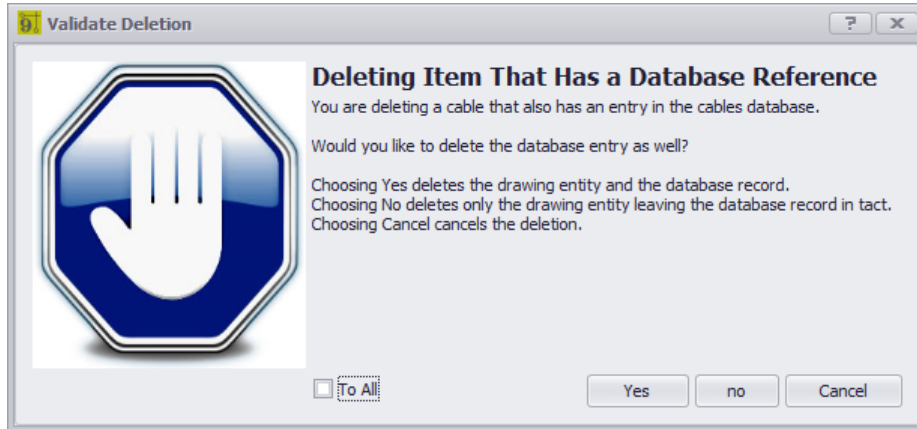 9 Validate Deletion ? x
Deleting Item That Has a Database Reference
You are deleting a cable that also has an entry in the cables database.
Would you like to delete the database entry as well?
Choosing Yes deletes the drawing entity and the database record.
Choosing No deletes only the drawing entity leaving the database record in tact.
Choosing Cancel cancels the deletion.
To All Yes no Cancel